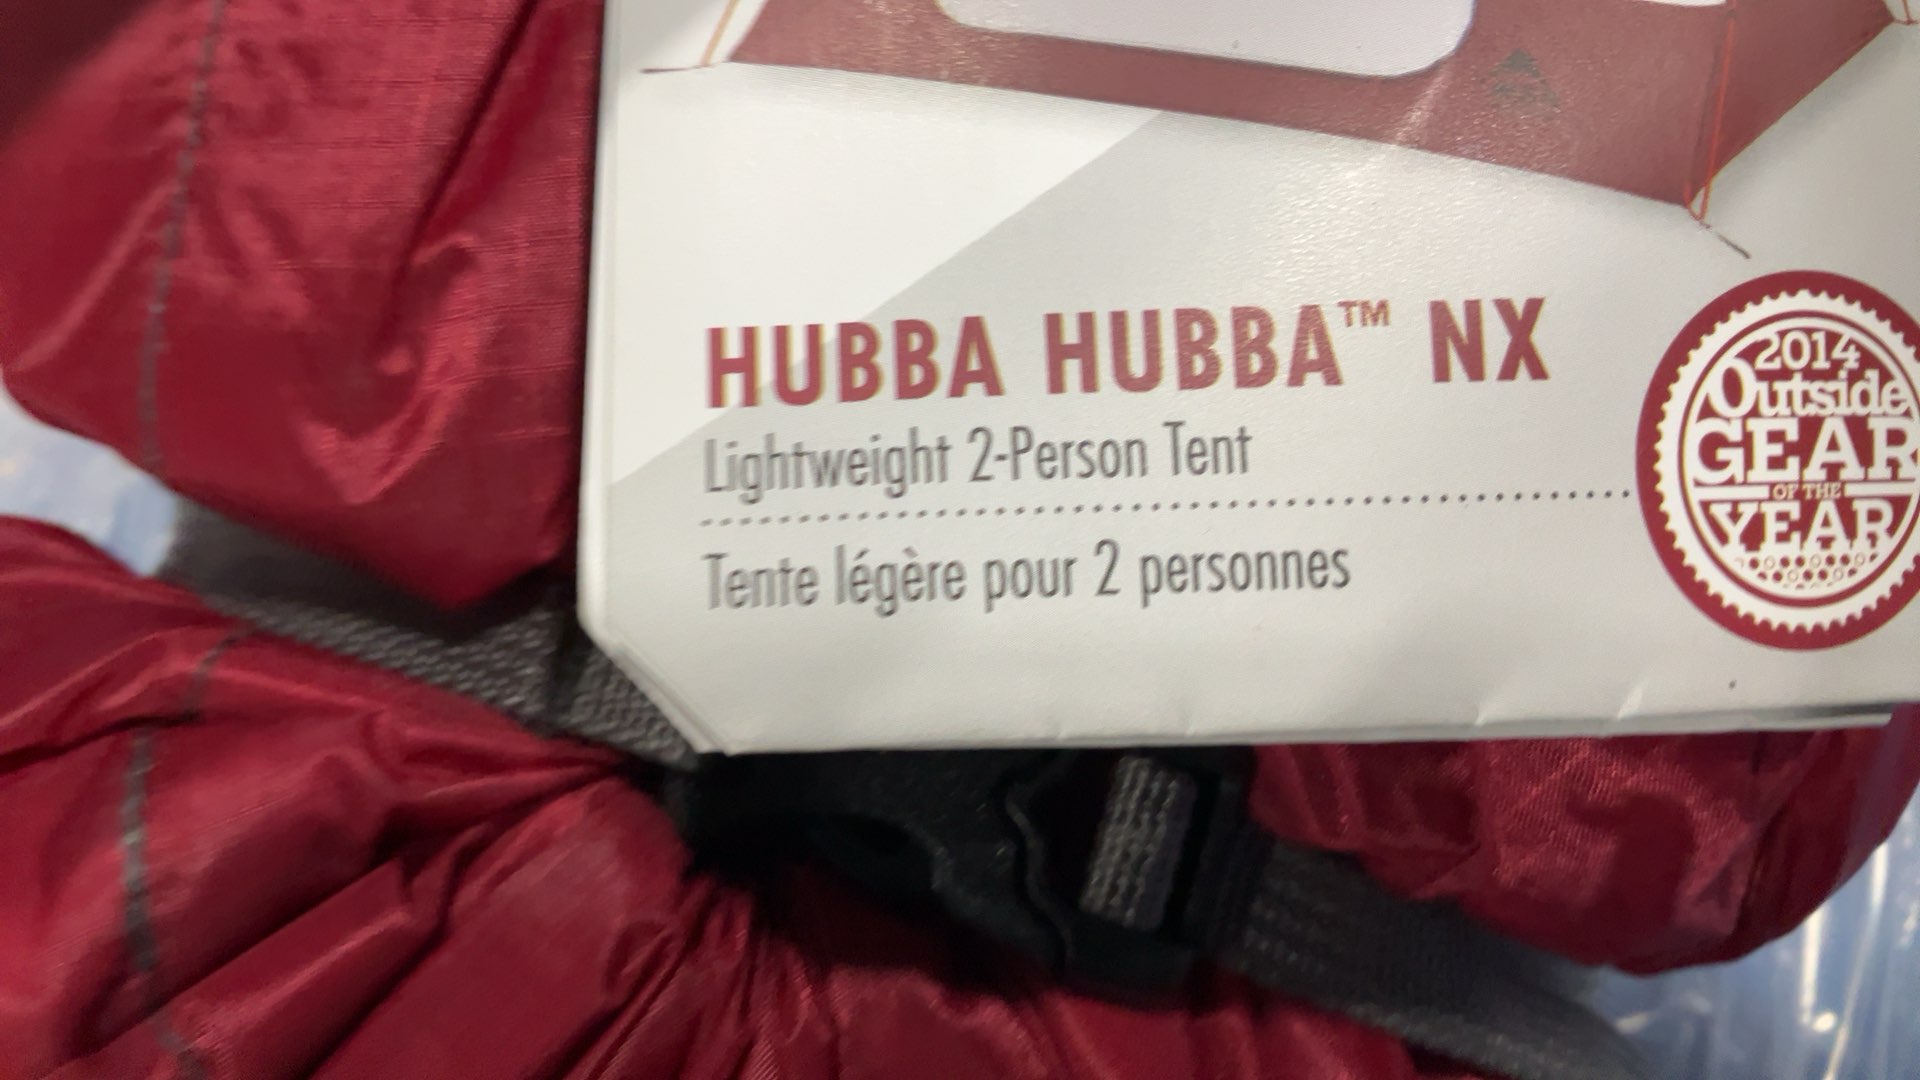 HUBBA HUBBA™ NX
Lightweight 2-Person Tent
Tente légère pour 2 personnes
2014
Outside
GEAR
OF THE
YEAR